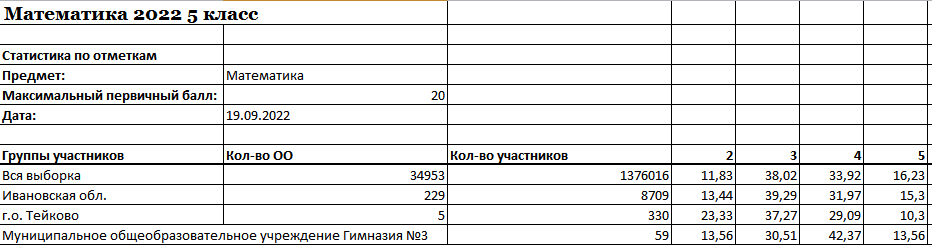 Математика 2022 5 класс
Статистика по отметкам
Предмет: Математика
Максимальный первичный балл: 20
Дата: 19.09.2022
Группы участников Кол-во ОО Кол-во участников 2 3 4 5
Вся выборка 34953 1376016 11,83 38,02 33,92 16,23
Ивановская обл. 229 8709 13,44 39,29 31,97 15,3
г.о. Тейково 5 330 23,33 37,27 29,09 10,3
Муниципальное общеобразовательное учреждение Гимназия №3 59 13,56 30,51 42,37 13,56